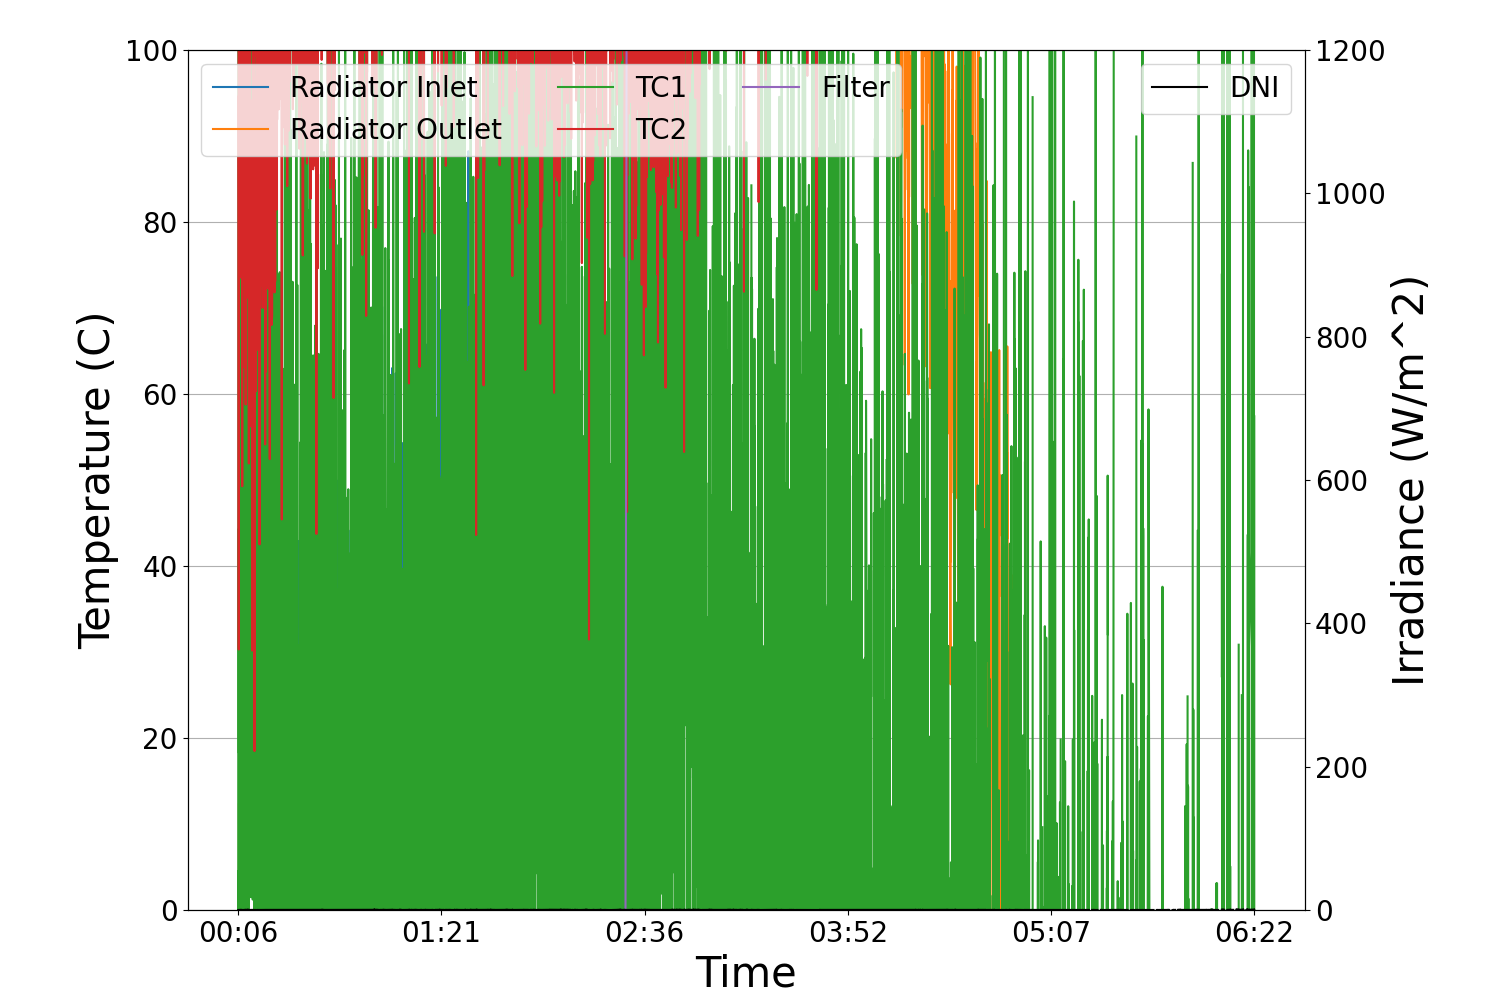 100
80
60
40
20
0
Temperature (C)
Radiator Inlet
Radiator Outlet
TC1
TC2
Filter
DNI
1200
1000
800
600
400
200
0
Irradiance (W/m^2)
00:06
01:21
02:36
03:52
05:07
06:22
Time